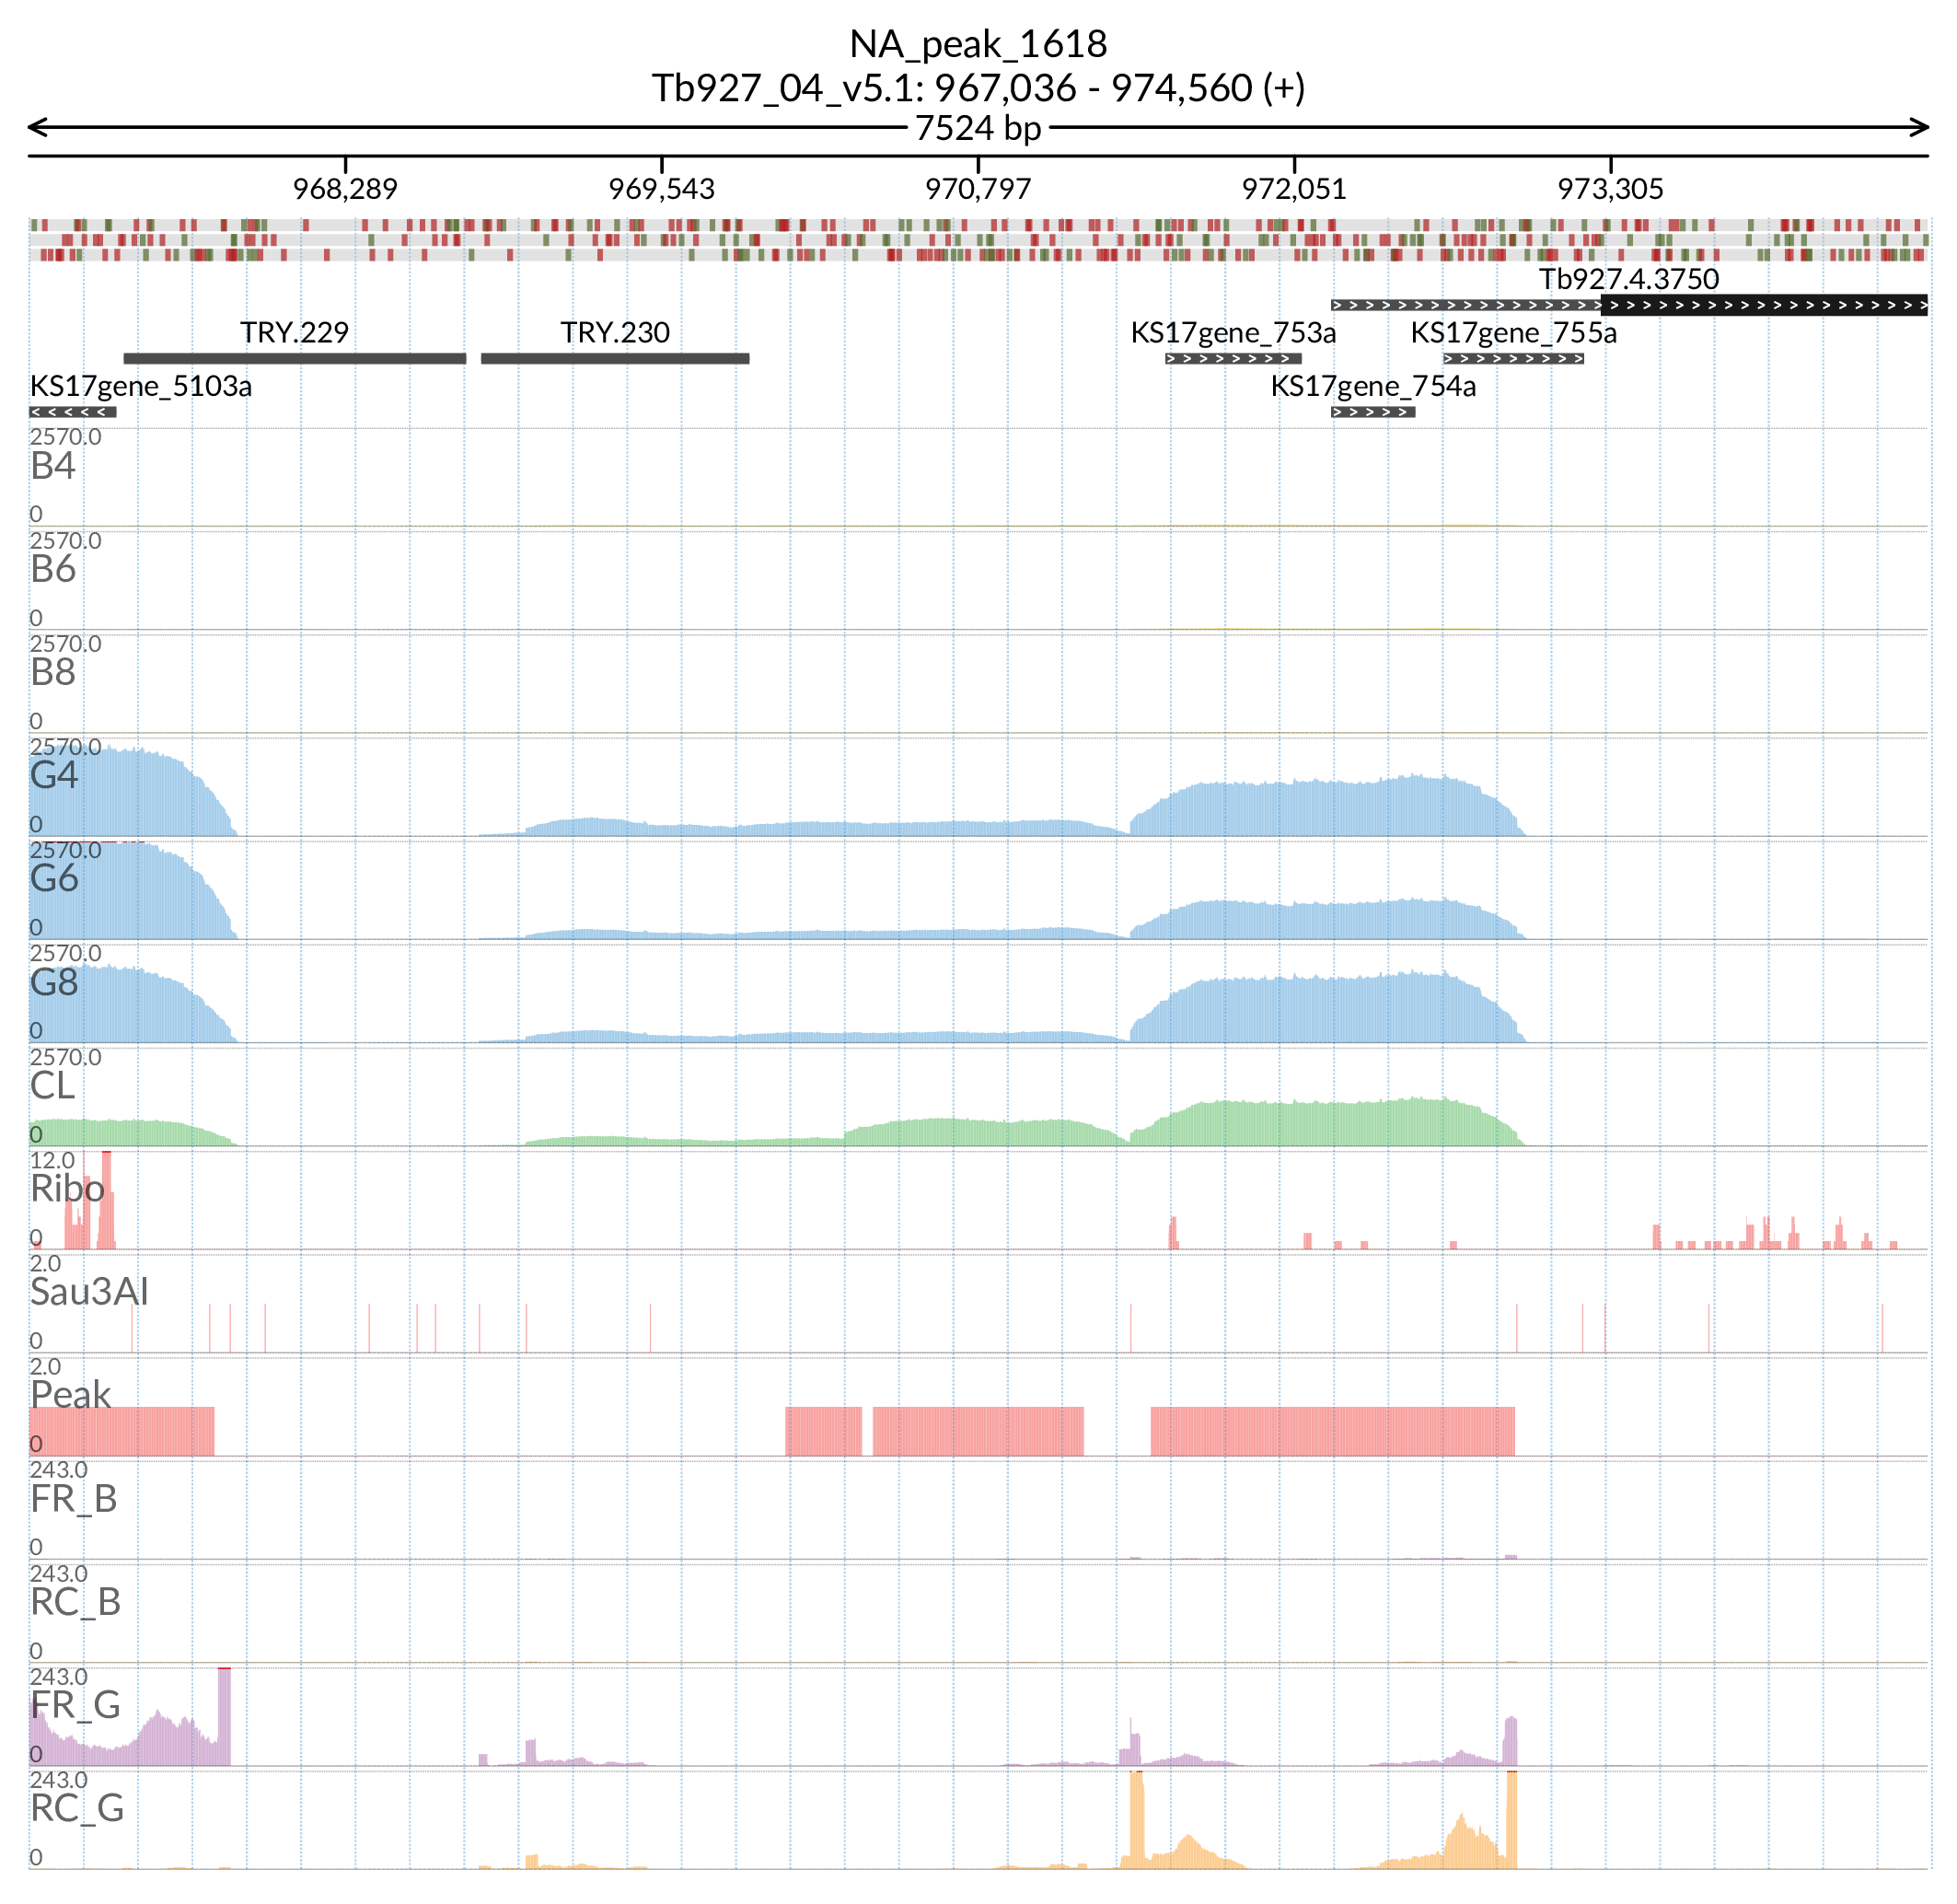 NA_peak_1618
Tb927_04_v5.1: 967,036 - 974,560 (+)
7524 bp
968,289 969,543 970,797 972,051 973,305
Tb927.4.3750
TRY.229 TRY.230 KS17gene_753a KS17gene_755a
KS17gene_5103a KS17gene_754a
2570.0
B4
0
2570.0
B6
0
2570.0
B8
0
2570.0
G4
0
2570.0
G6
0
2570.0
G8
0
2570.0
CL
0
12.0
Ribo
0
2.0
Sau3AI
0
2.0
Peak
0
243.0
FR_B
0
243.0
RC_B
0
243.0
FR_G
0
243.0
RC_G
0